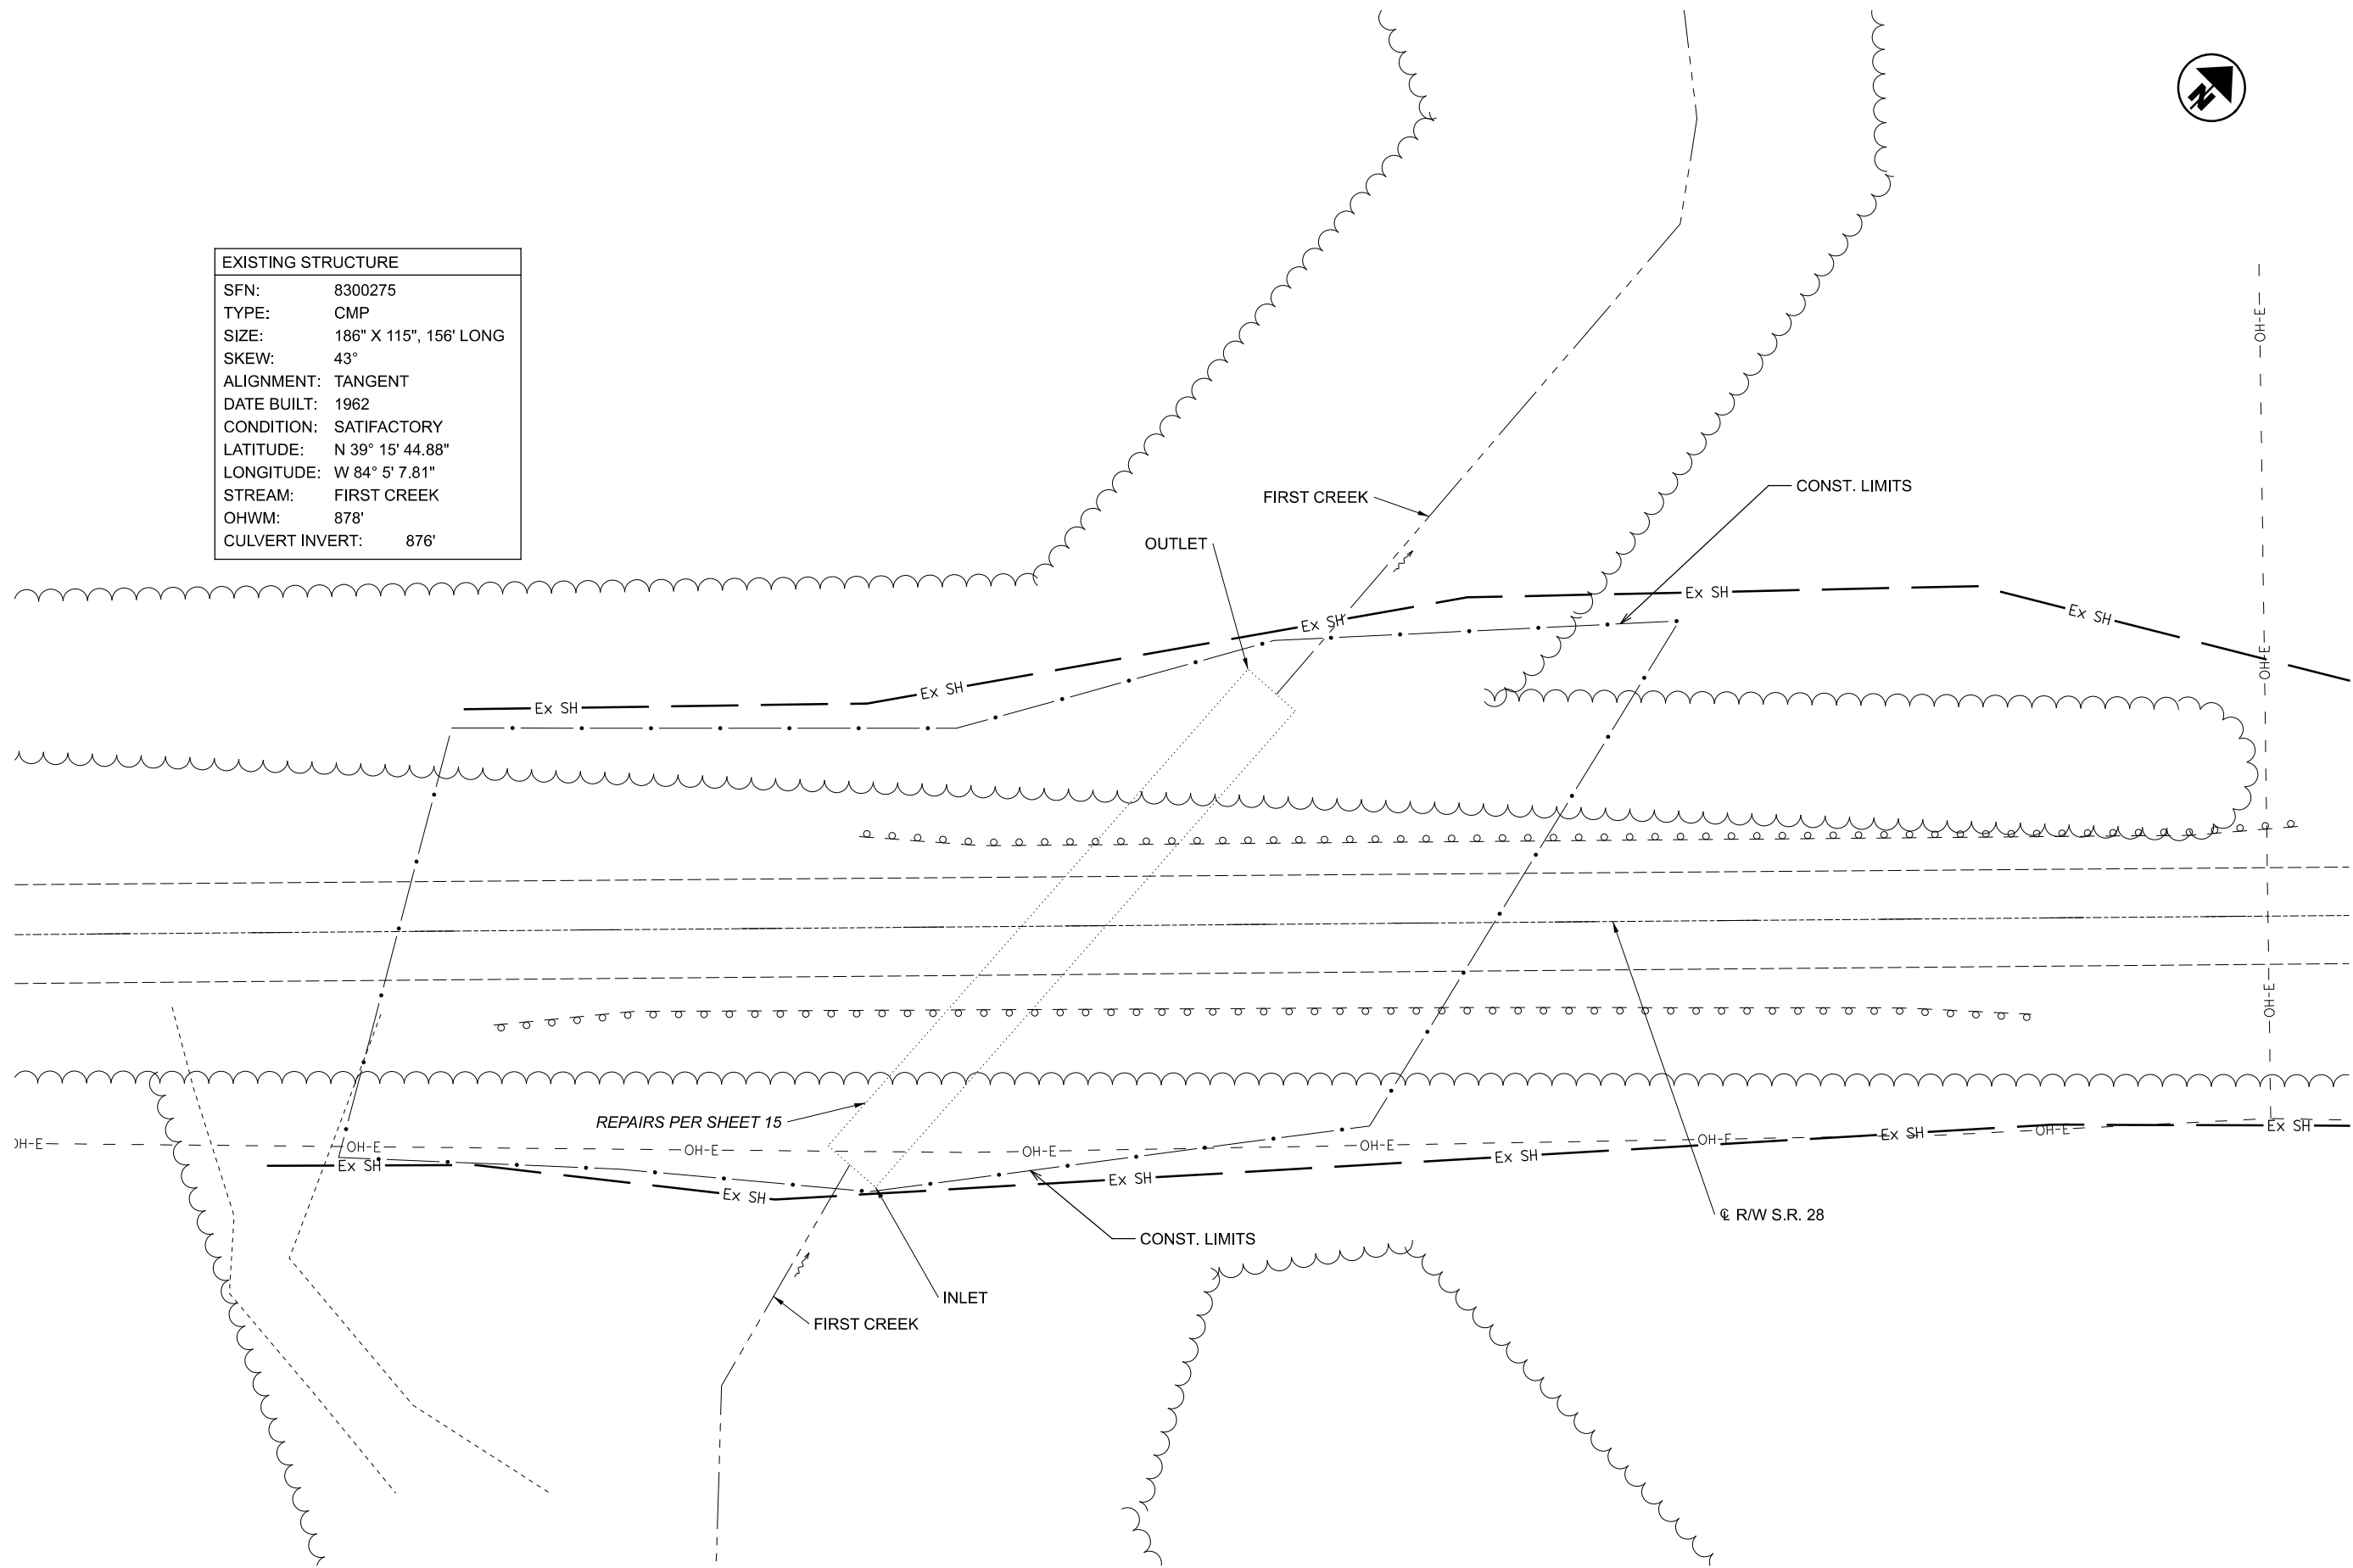 N
EXISTING STRUCTURE
SFN: 8300275
TYPE: CMP
SIZE: 186" X 115", 156' LONG
SKEW: 43°
ALIGNMENT: TANGENT
DATE BUILT: 1962
CONDITION: SATIFACTORY
LATITUDE: N 39° 15' 44.88"
LONGITUDE: W 84° 5' 7.81"
STREAM: FIRST CREEK
OHWM: 878'
CULVERT INVERT: 876'
OH-E
CONST. LIMITS
FIRST CREEK
OUTLET
Ex SH
Ex SH
Ex SH
Ex SH
Ex SH
OH-E
OH-E
REPAIRS PER SHEET 15
OH-E
OH-E
OH-E
OH-E
OH-E
OH-E
OH-E
Ex SH
Ex SH
Ex SH
Ex SH
Ex SH
Ex SH
℄ R/W S.R. 28
CONST. LIMITS
INLET
FIRST CREEK